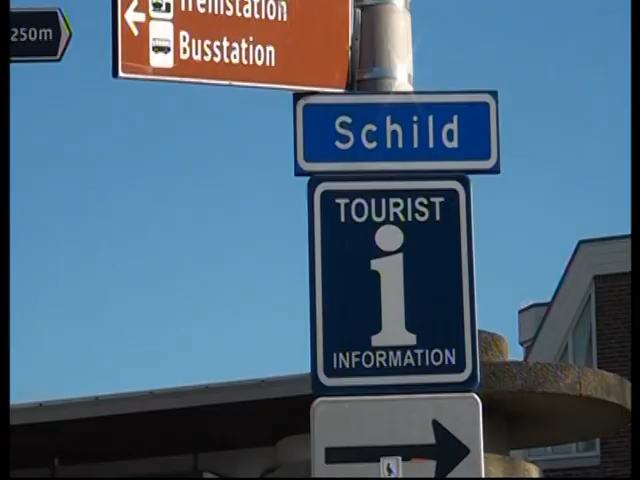 250m
Treinstation
Busstation
Schild
TOURIST
i
INFORMATION